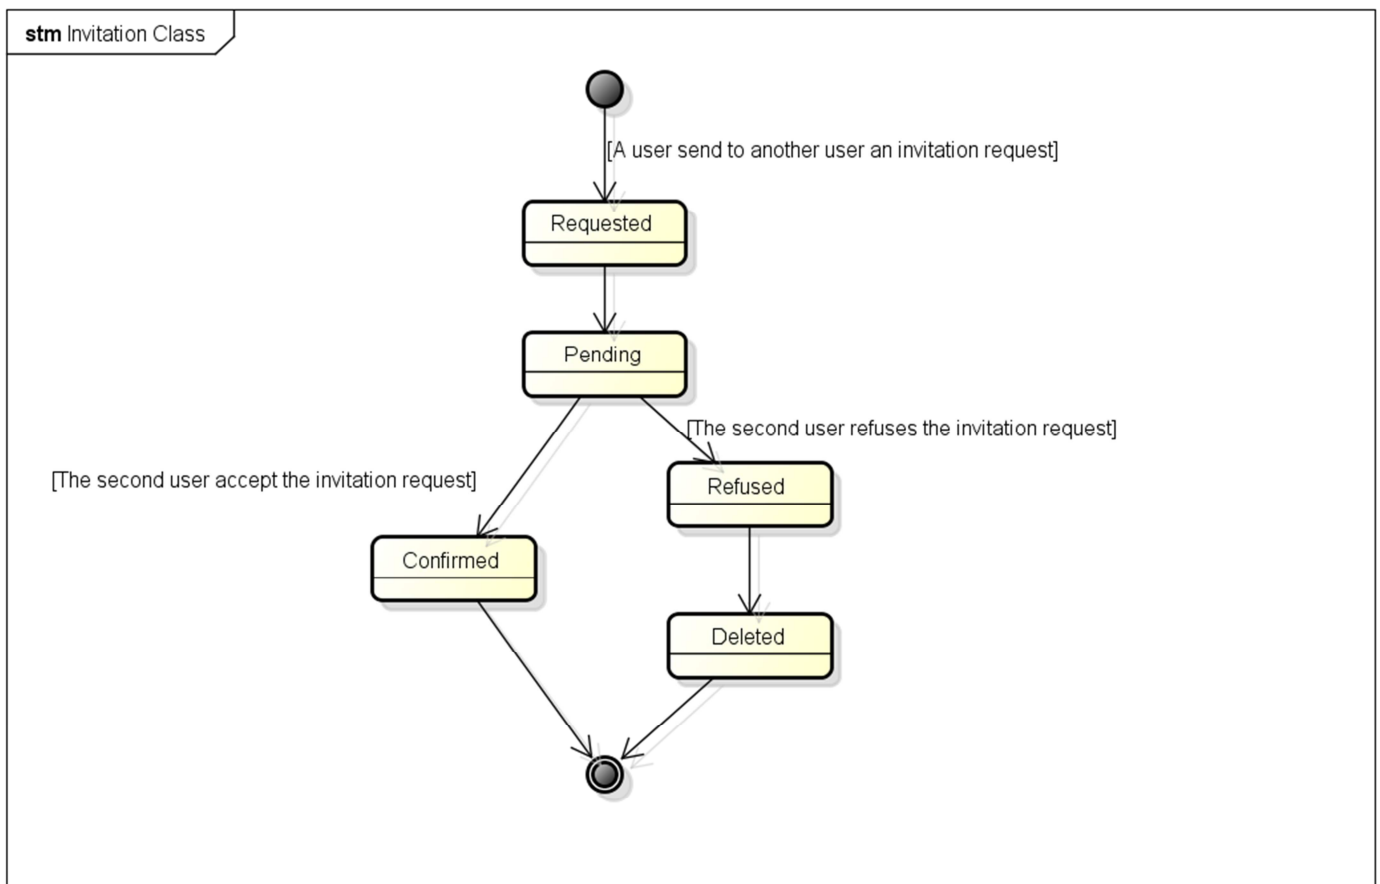 stm Invitation Class
[A user send to another user an invitation request]
Requested
Pending
[The second user refuses the invitation request]
[The second user accept the invitation request]
Refused
Confirmed
Deleted